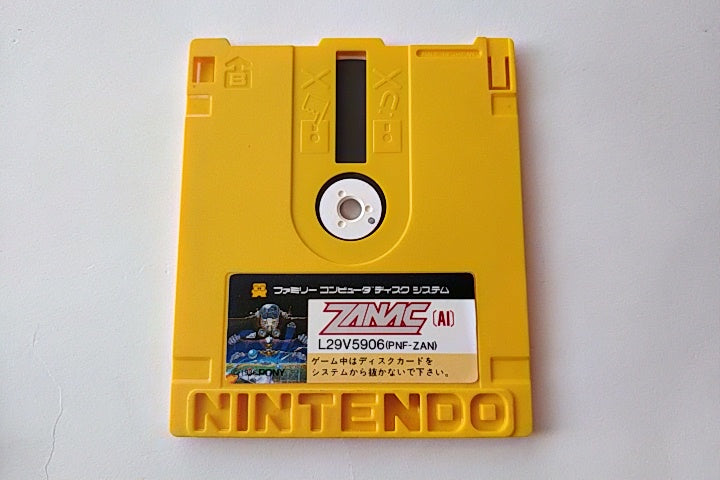 B
ファミリー コンピュータ ディスク システム
ZANAC (AI)
L29V5906(PNF-ZAN)
ゲーム中はディスクカードを
システムから抜かないで下さい。
PONY
NINTENDO